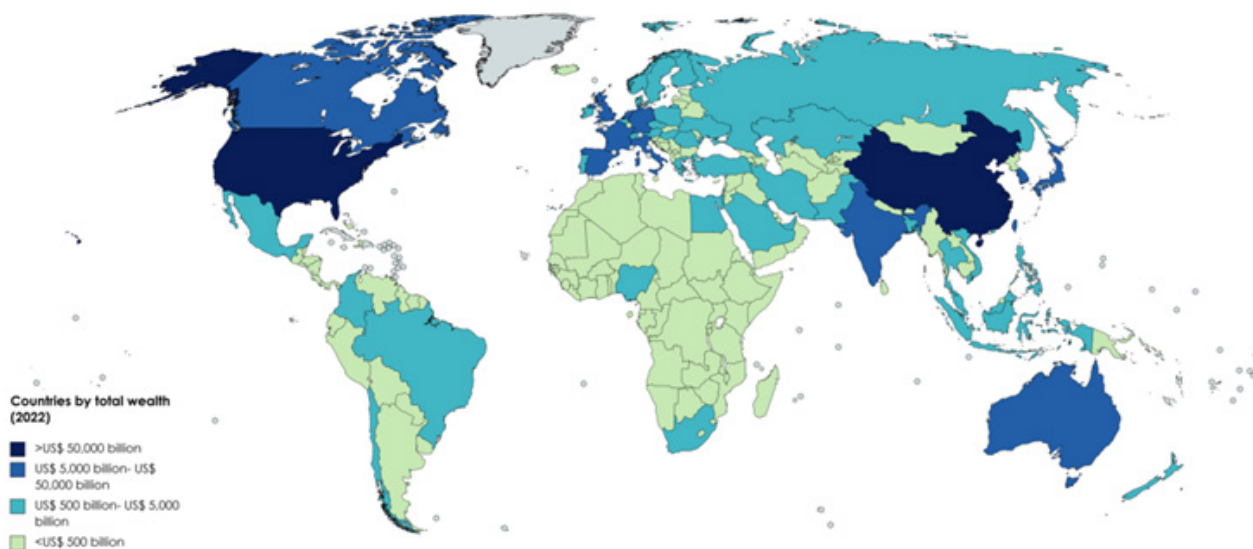 Countries by total wealth
(2022)
>US$ 50,000 billion
US$ 5,000 billion- US$
50,000 billion
US$ 500 billion- US$ 5,000
billion
<US$ 500 billion